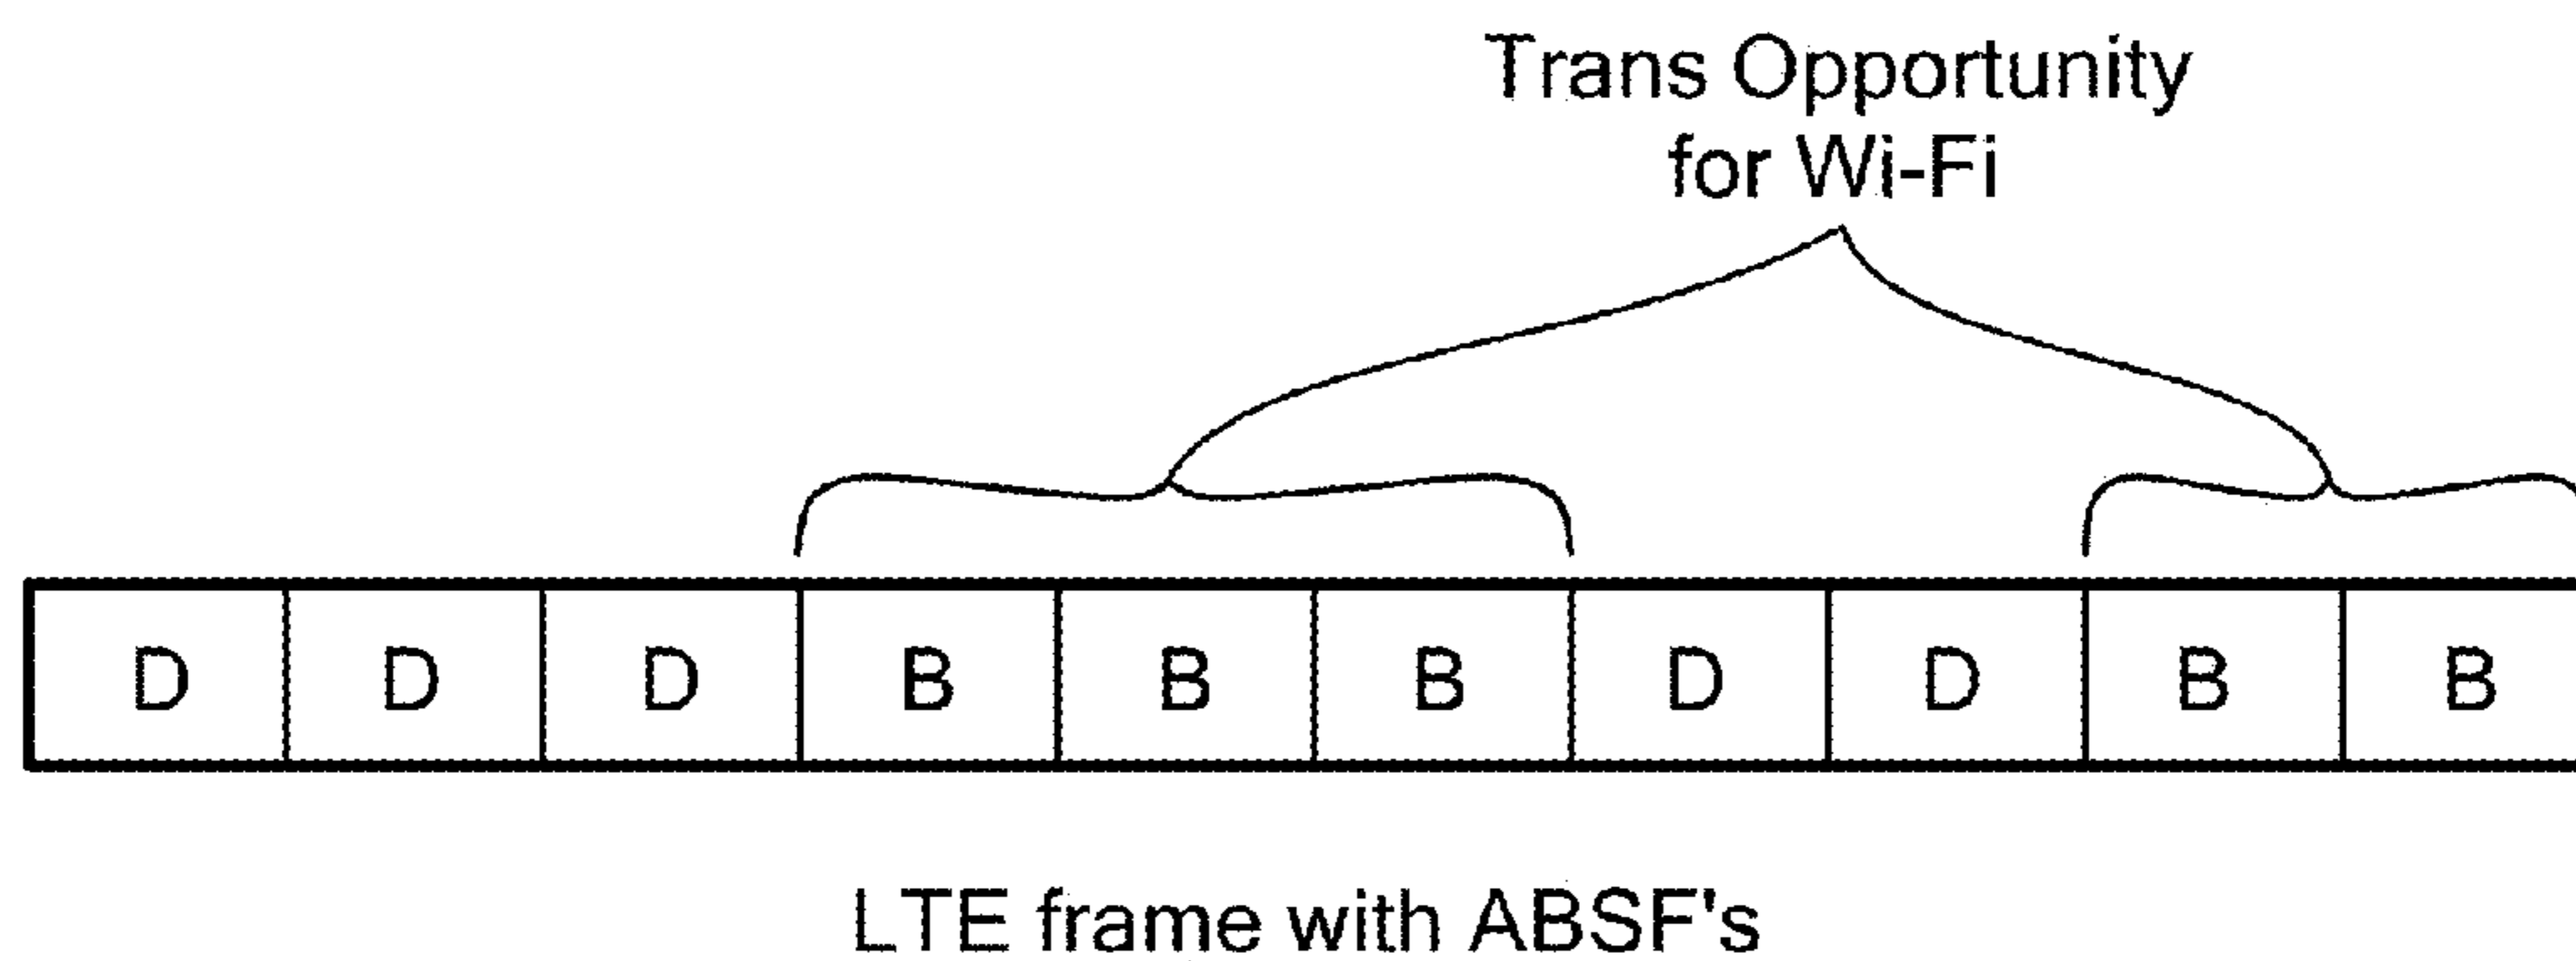 Trans Opportunity
for Wi-Fi
D D D B B B D D B B
LTE frame with ABSF's